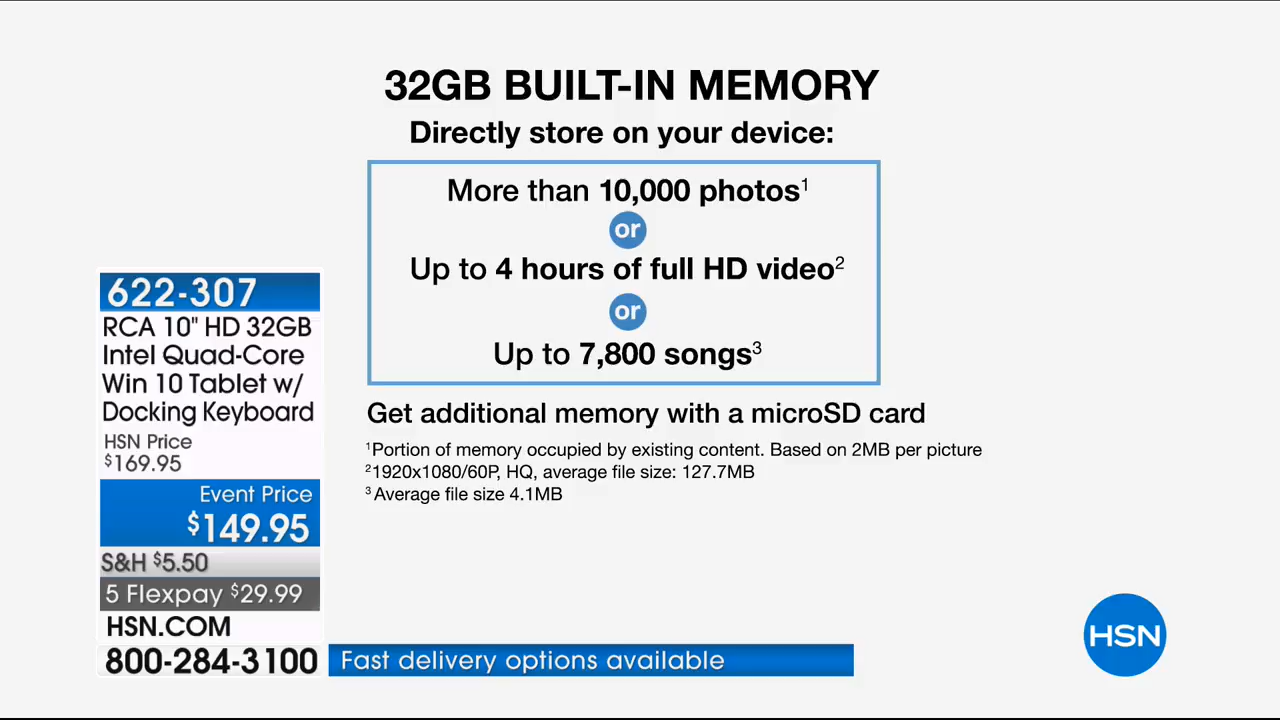 32GB BUILT-IN MEMORY
Directly store on your device:
More than 10,000 photos¹
or
Up to 4 hours of full HD video²
or
Up to 7,800 songs³
Get additional memory with a microSD card
¹Portion of memory occupied by existing content. Based on 2MB per picture
²1920x1080/60P, HQ, average file size: 127.7MB
³Average file size 4.1MB
622-307
RCA 10" HD 32GB
Intel Quad-Core
Win 10 Tablet w/
Docking Keyboard
HSN Price
$169.95
Event Price
$149.95
S&H $5.50
5 Flexpay $29.99
HSN.COM
800-284-3100
Fast delivery options available
HSN